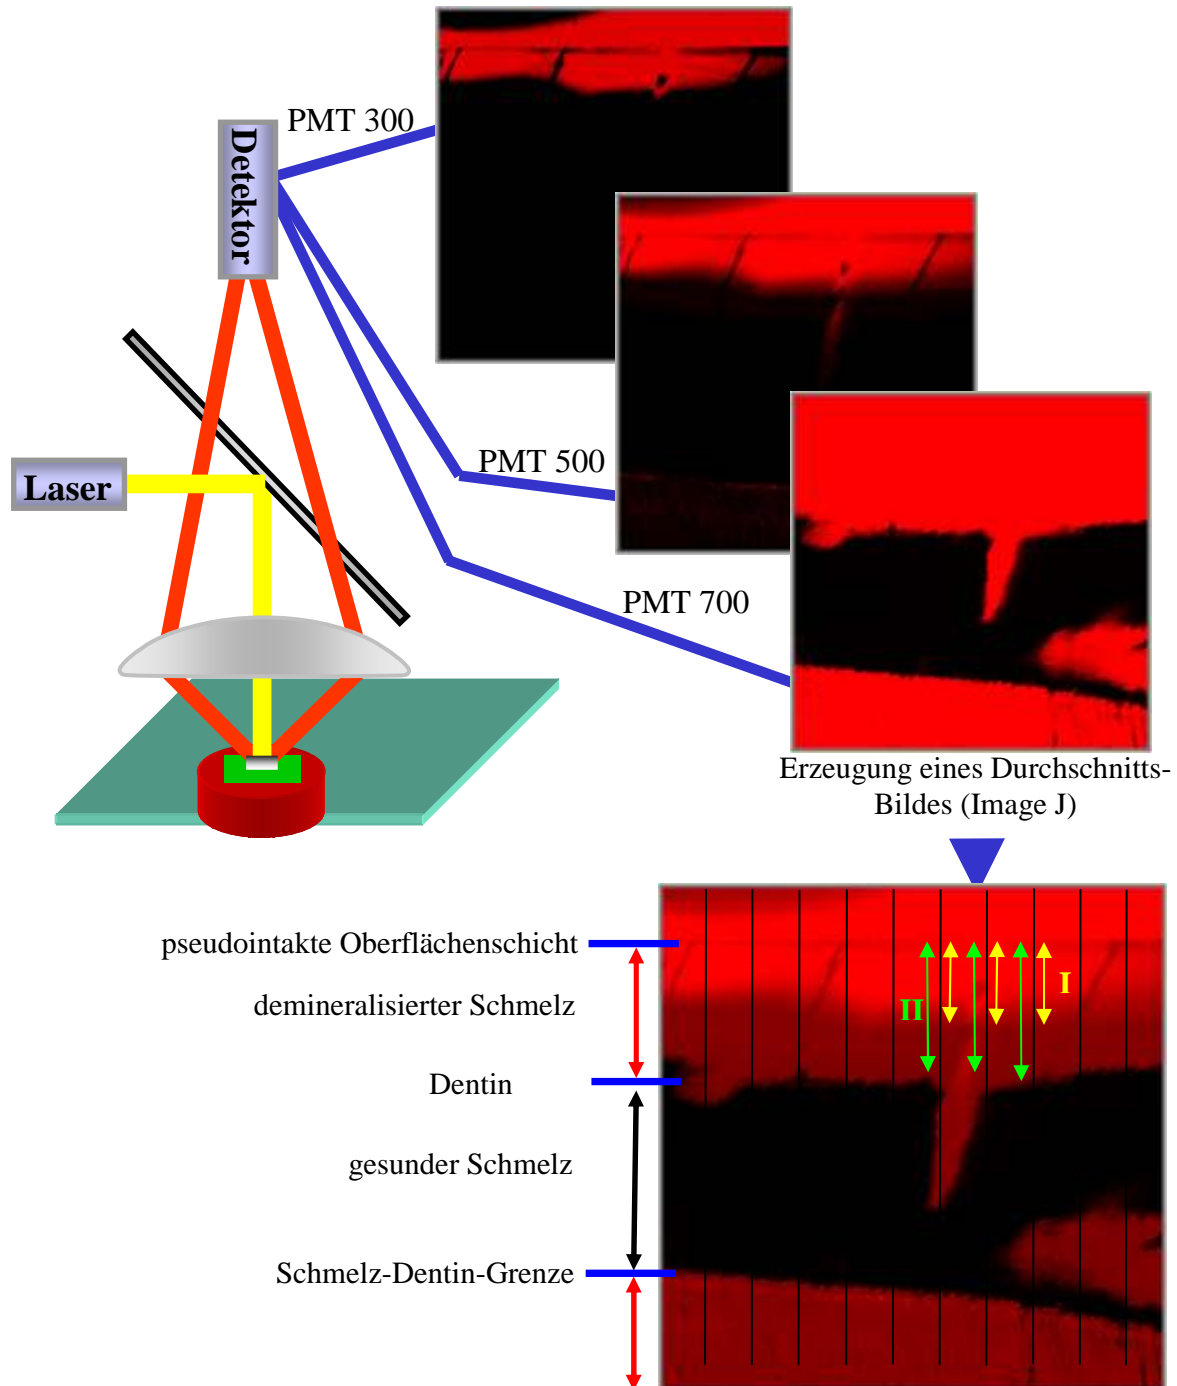 PMT 300
Detektor
PMT 500
Laser
PMT 700
Erzeugung eines Durchschnitts-
Bildes (Image J)
pseudointakte Oberflächenschicht
demineralisierter Schmelz
I
II
Dentin
gesunder Schmelz
Schmelz-Dentin-Grenze